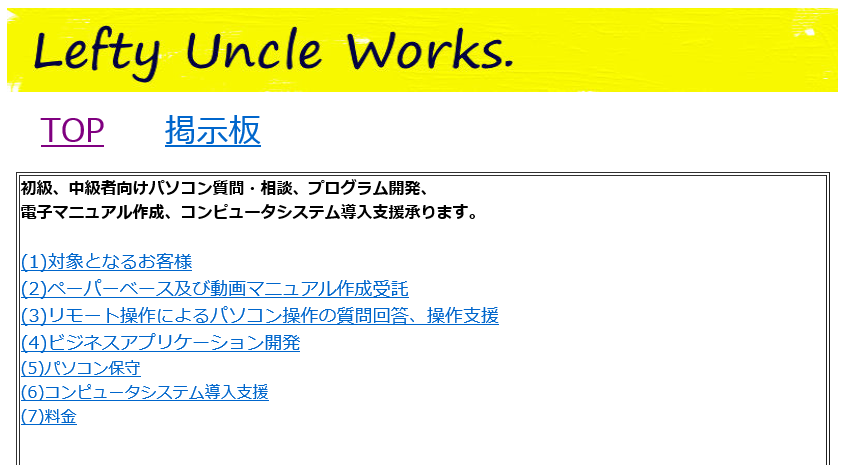 Lefty Uncle Works.
TOP 掲示板
初級、中級者向けパソコン質問・相談、プログラム開発、
電子マニュアル作成、コンピュータシステム導入支援承ります。
(1)対象となるお客様
(2)ペーパーベース及び動画マニュアル作成受託
(3)リモート操作によるパソコン操作の質問回答、操作支援
(4)ビジネスアプリケーション開発
(5)パソコン保守
(6)コンピュータシステム導入支援
(7)料金